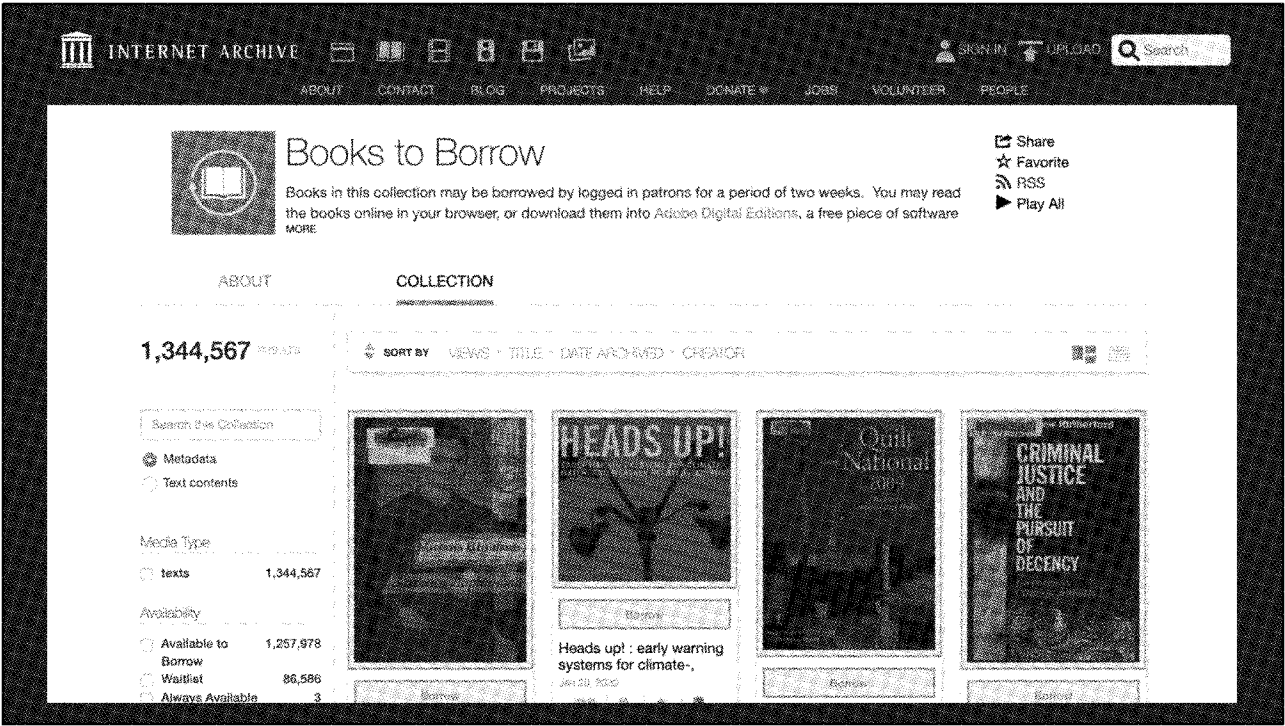 INTERNET ARCHIVE
SIGN IN UPLOAD Search
ABOUT CONTACT BLOG PROJECTS HELP DONATE ♥ JOBS VOLUNTEER PEOPLE
Books to Borrow
Books in this collection may be borrowed by logged in patrons for a period of two weeks. You may read
the books online in your browser, or download them into Adobe Digital Editions, a free piece of software
MORE
Share
Favorite
RSS
Play All
ABOUT COLLECTION
1,344,567 RESULTS
SORT BY VIEWS · TITLE · DATE ARCHIVED · CREATOR
Search this Collection
Metadata
Text contents
Media Type
texts 1,344,567
Availability
Available to Borrow 1,257,978
Waitlist 86,586
Always Available 3
HEADS UP!
Borrow
Heads up! : early warning
systems for climate-,
Quilt
National
Rutherford
CRIMINAL
JUSTICE
AND
THE
PURSUIT
OF
DECENCY
Borrow
Borrow
Borrow